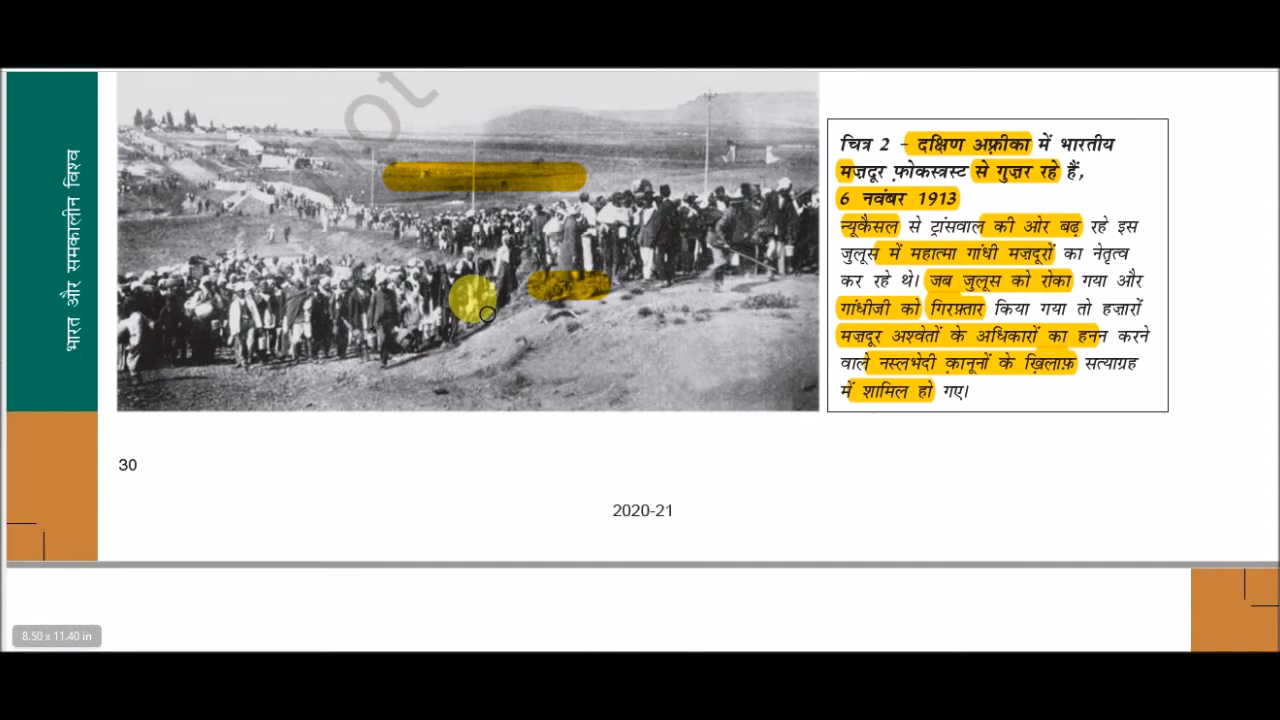 भारत और समकालीन विश्व
ot
चित्र 2 - दक्षिण अफ़्रीका में भारतीय
मज़दूर फ़ोकस्त्रस्ट से गुज़र रहे हैं,
6 नवंबर 1913
न्यूकैसल से ट्रांसवाल की ओर बढ़ रहे इस
जुलूस में महात्मा गांधी मज़दूरों का नेतृत्व
कर रहे थे। जब जुलूस को रोका गया और
गांधीजी को गिरफ़्तार किया गया तो हज़ारों
मज़दूर अश्वेतों के अधिकारों का हनन करने
वाले नस्लभेदी क़ानूनों के ख़िलाफ़ सत्याग्रह
में शामिल हो गए।
30
2020-21
8.50 x 11.40 in